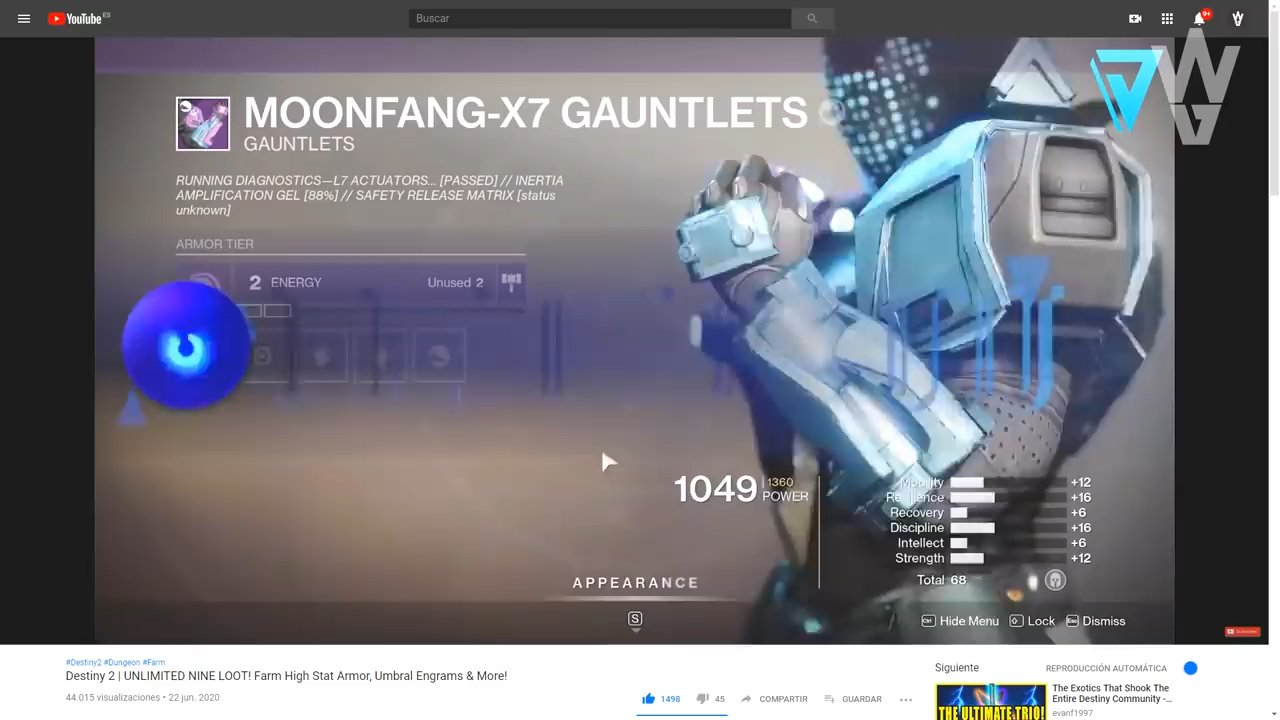 YouTube ES
Buscar
9+
MOONFANG-X7 GAUNTLETS
GAUNTLETS
RUNNING DIAGNOSTICS—L7 ACTUATORS... [PASSED] // INERTIA
AMPLIFICATION GEL [88%] // SAFETY RELEASE MATRIX [status
unknown]
ARMOR TIER
2 ENERGY Unused 2
1049 | 1360
POWER
Mobility +12
Resilience +16
Recovery +6
Discipline +16
Intellect +6
Strength +12
Total 68
APPEARANCE
S
Ctrl Hide Menu Lock Esc Dismiss
#Destiny2 #Dungeon #Farm
Destiny 2 | UNLIMITED NINE LOOT! Farm High Stat Armor, Umbral Engrams & More!
44.015 visualizaciones • 22 jun. 2020
1498 45 COMPARTIR GUARDAR
Siguiente REPRODUCCIÓN AUTOMÁTICA
THE ULTIMATE TRIO!
The Exotics That Shook The
Entire Destiny Community -...
evanf1997